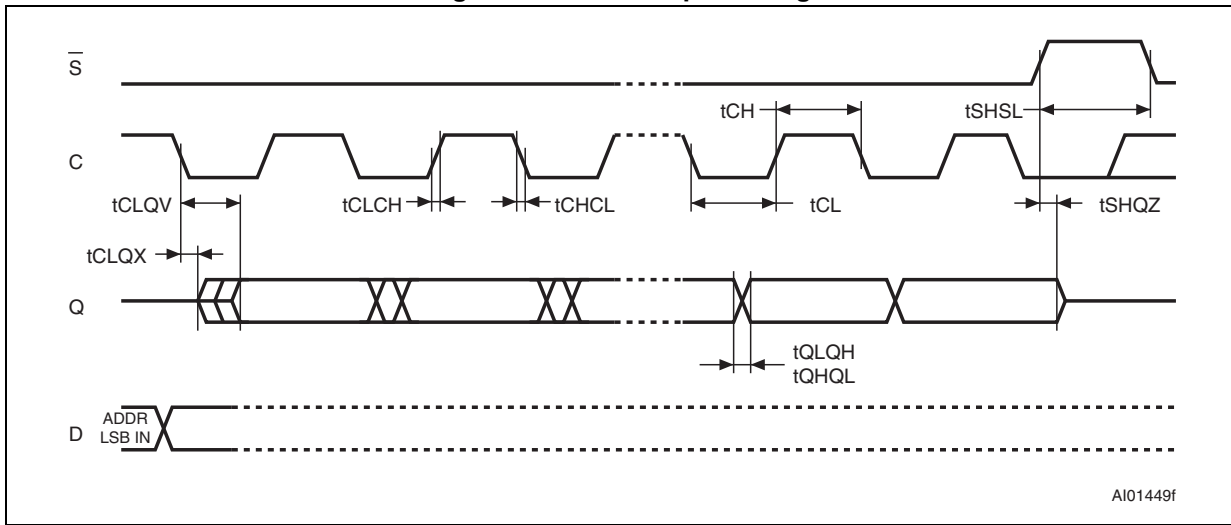 S
tCH
tSHSL
C
tCLQV
tCLCH
tCHCL
tCL
tSHQZ
tCLQX
Q
tQLQH
tQHQL
D
ADDR
LSB IN
AI01449f